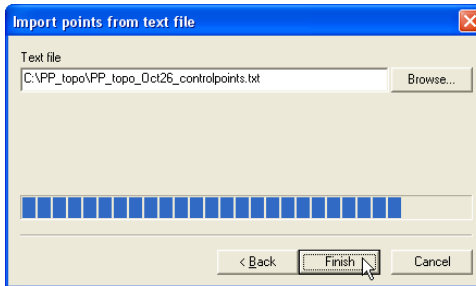 Import points from text file
Text file
C:\PP_topo\PP_topo_Oct26_controlpoints.txt
Browse...
< Back
Finish
Cancel